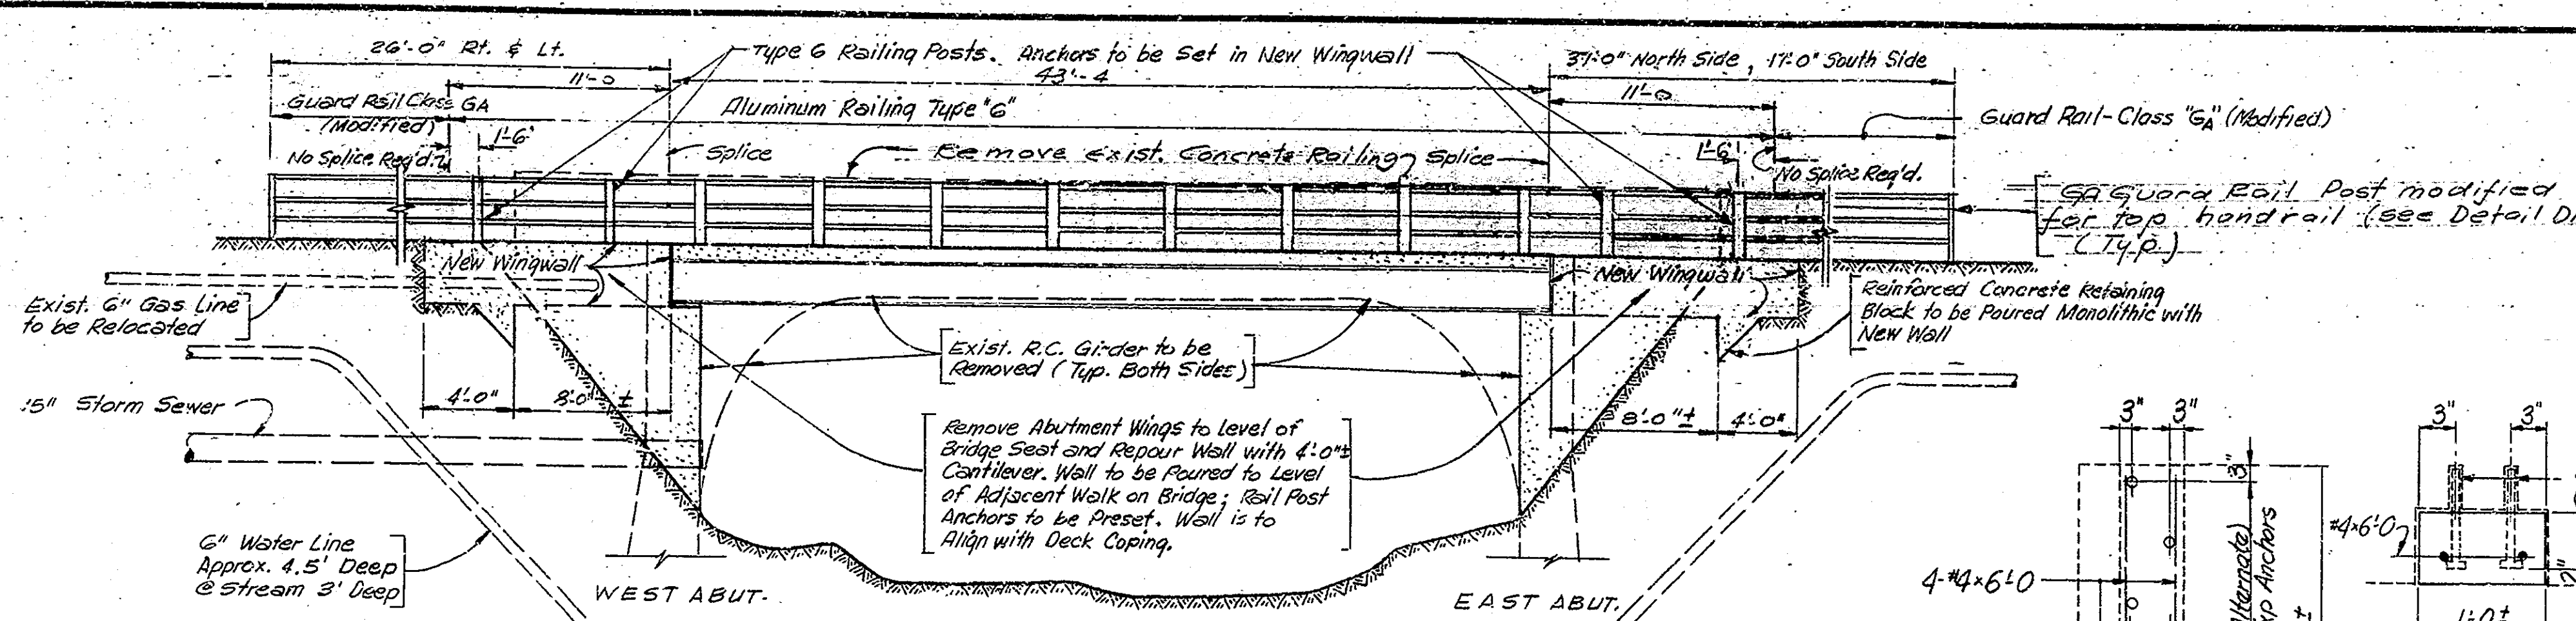 26'-0" Rt. & Lt.
Type 6 Railing Posts. Anchors to be Set in New Wingwall
37'-0" North Side, 17'-0" South Side
11'-0
43'-4
11'-0
Guard Rail Class GA
(Modified)
Aluminum Railing Type "6"
Guard Rail-Class "GA" (Modified)
1'-6"
No Splice Req'd.
Splice
Remove Exist. Concrete Railing
Splice
1'-6"
No Splice Req'd.
GA Guard Rail Post modified
for top handrail (see Detail
(Typ.)
New Wingwall
New Wingwall
Exist. 6" Gas Line
to be Relocated
Reinforced Concrete Retaining
Block to be Poured Monolithic with
New Wall
Exist. R.C. Girder to be
Removed (Typ. Both Sides)
4'-0"
8'-0" ±
8'-0"±
4'-0"
15" Storm Sewer
Remove Abutment Wings to Level of
Bridge Seat and Repour Wall with 4'-0"±
Cantilever. Wall to be Poured to Level
of Adjacent Walk on Bridge; Rail Post
Anchors to be Preset. Wall is to
Align with Deck Coping.
6" Water Line
Approx. 4.5' Deep
@ Stream 3' Deep
WEST ABUT.
EAST ABUT.
3"
3"
3"
3"
3"
#4x6'-0
4-#4x6'-0
Anchors
1'-0±